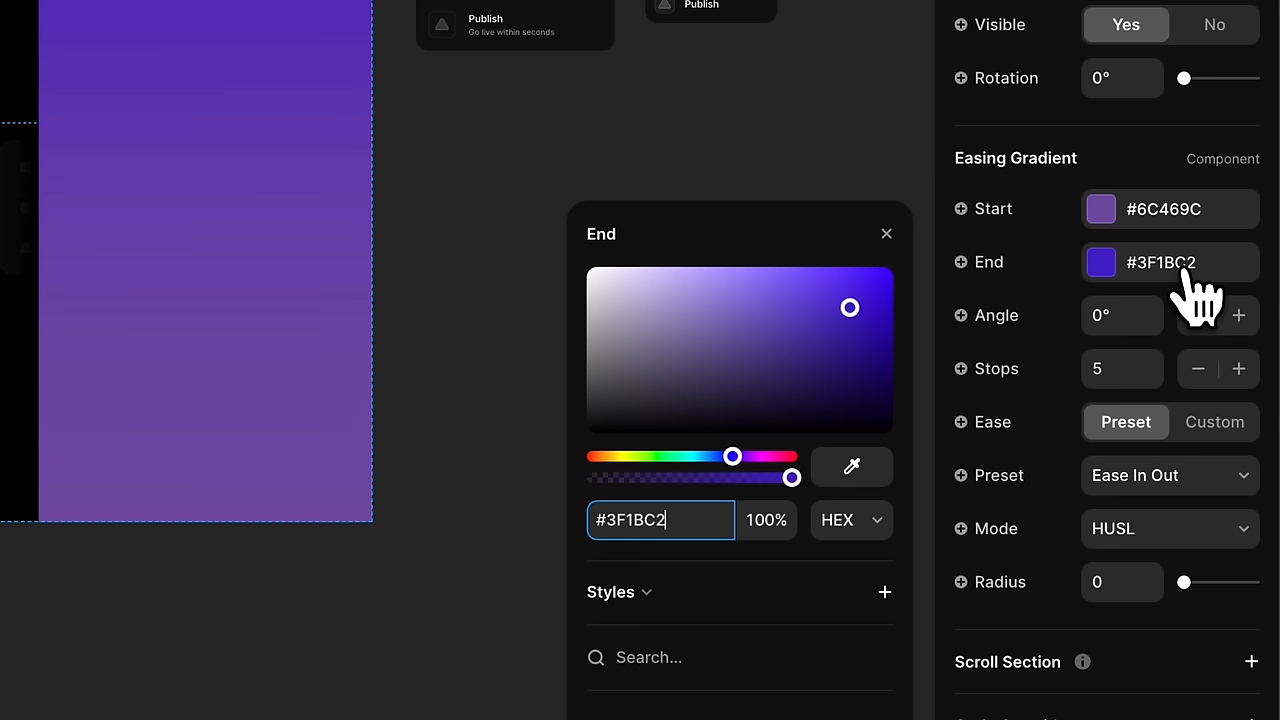 Publish
Go live within seconds
Publish
End
#3F1BC2
100%
HEX
Styles
Search...
Visible
Yes
No
Rotation
0°
Easing Gradient
Component
Start
#6C469C
End
#3F1BC2
Angle
0°
Stops
5
Ease
Preset
Custom
Preset
Ease In Out
Mode
HUSL
Radius
0
Scroll Section